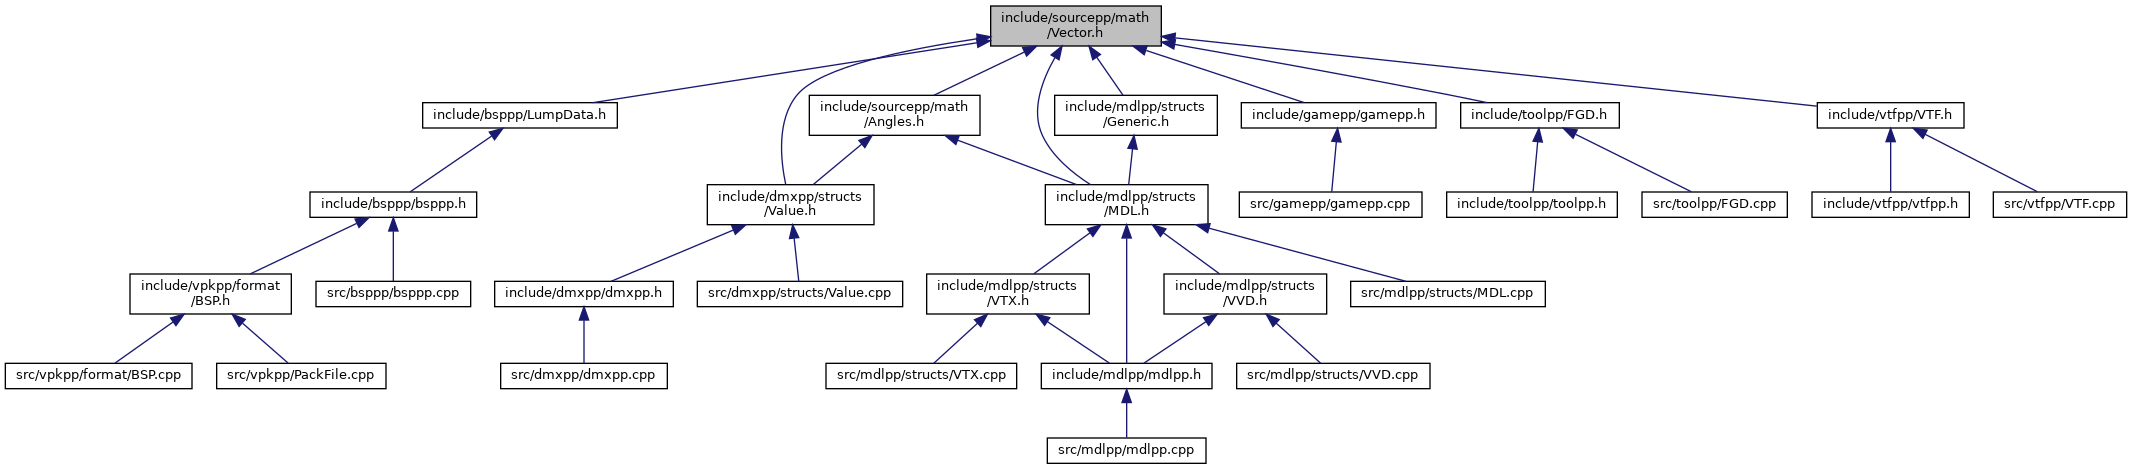 include/sourcepp/math
/Vector.h
include/bsppp/LumpData.h
include/sourcepp/math
/Angles.h
include/mdlpp/structs
/Generic.h
include/gamepp/gamepp.h
include/toolpp/FGD.h
include/vtfpp/VTF.h
include/bsppp/bsppp.h
include/dmxpp/structs
/Value.h
include/mdlpp/structs
/MDL.h
src/gamepp/gamepp.cpp
include/toolpp/toolpp.h
src/toolpp/FGD.cpp
include/vtfpp/vtfpp.h
src/vtfpp/VTF.cpp
include/vpkpp/format
/BSP.h
src/bsppp/bsppp.cpp
include/dmxpp/dmxpp.h
src/dmxpp/structs/Value.cpp
include/mdlpp/structs
/VTX.h
include/mdlpp/structs
/VVD.h
src/mdlpp/structs/MDL.cpp
src/vpkpp/format/BSP.cpp
src/vpkpp/PackFile.cpp
src/dmxpp/dmxpp.cpp
src/mdlpp/structs/VTX.cpp
include/mdlpp/mdlpp.h
src/mdlpp/structs/VVD.cpp
src/mdlpp/mdlpp.cpp